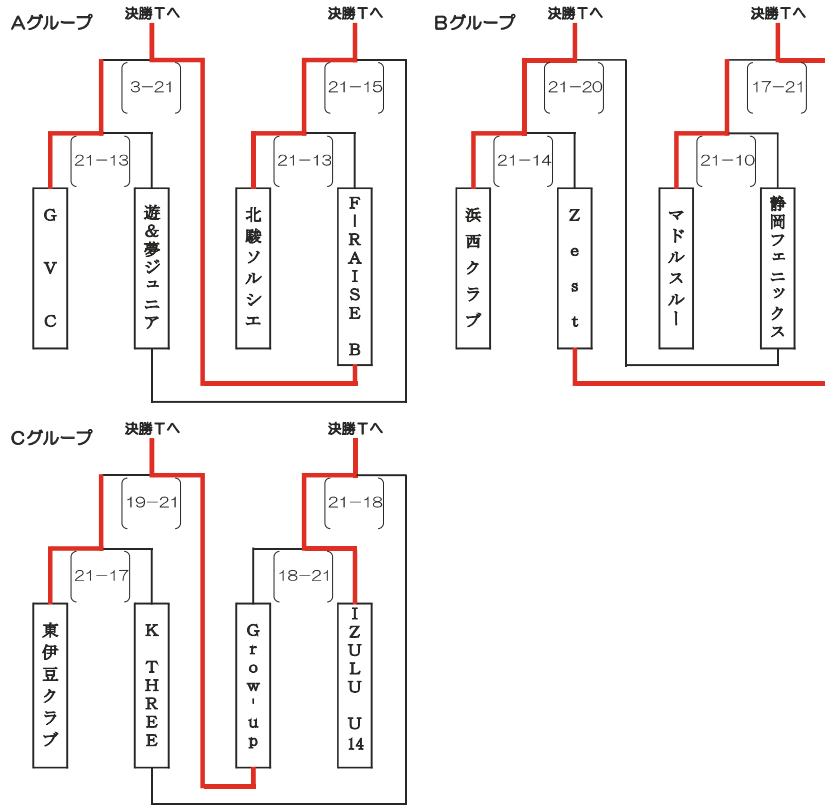 Aグループ
決勝Tへ
決勝Tへ
3-21
21-15
21-13
21-13
GVC
遊&夢ジュニア
北駿ソルシエ
F-RAISE B
Bグループ
決勝Tへ
決勝Tへ
21-20
17-21
21-14
21-10
浜西クラブ
Zest
マドルスルー
静岡フェニックス
Cグループ
決勝Tへ
決勝Tへ
19-21
21-18
21-17
18-21
東伊豆クラブ
K THREE
Grow-up
IZULU U14